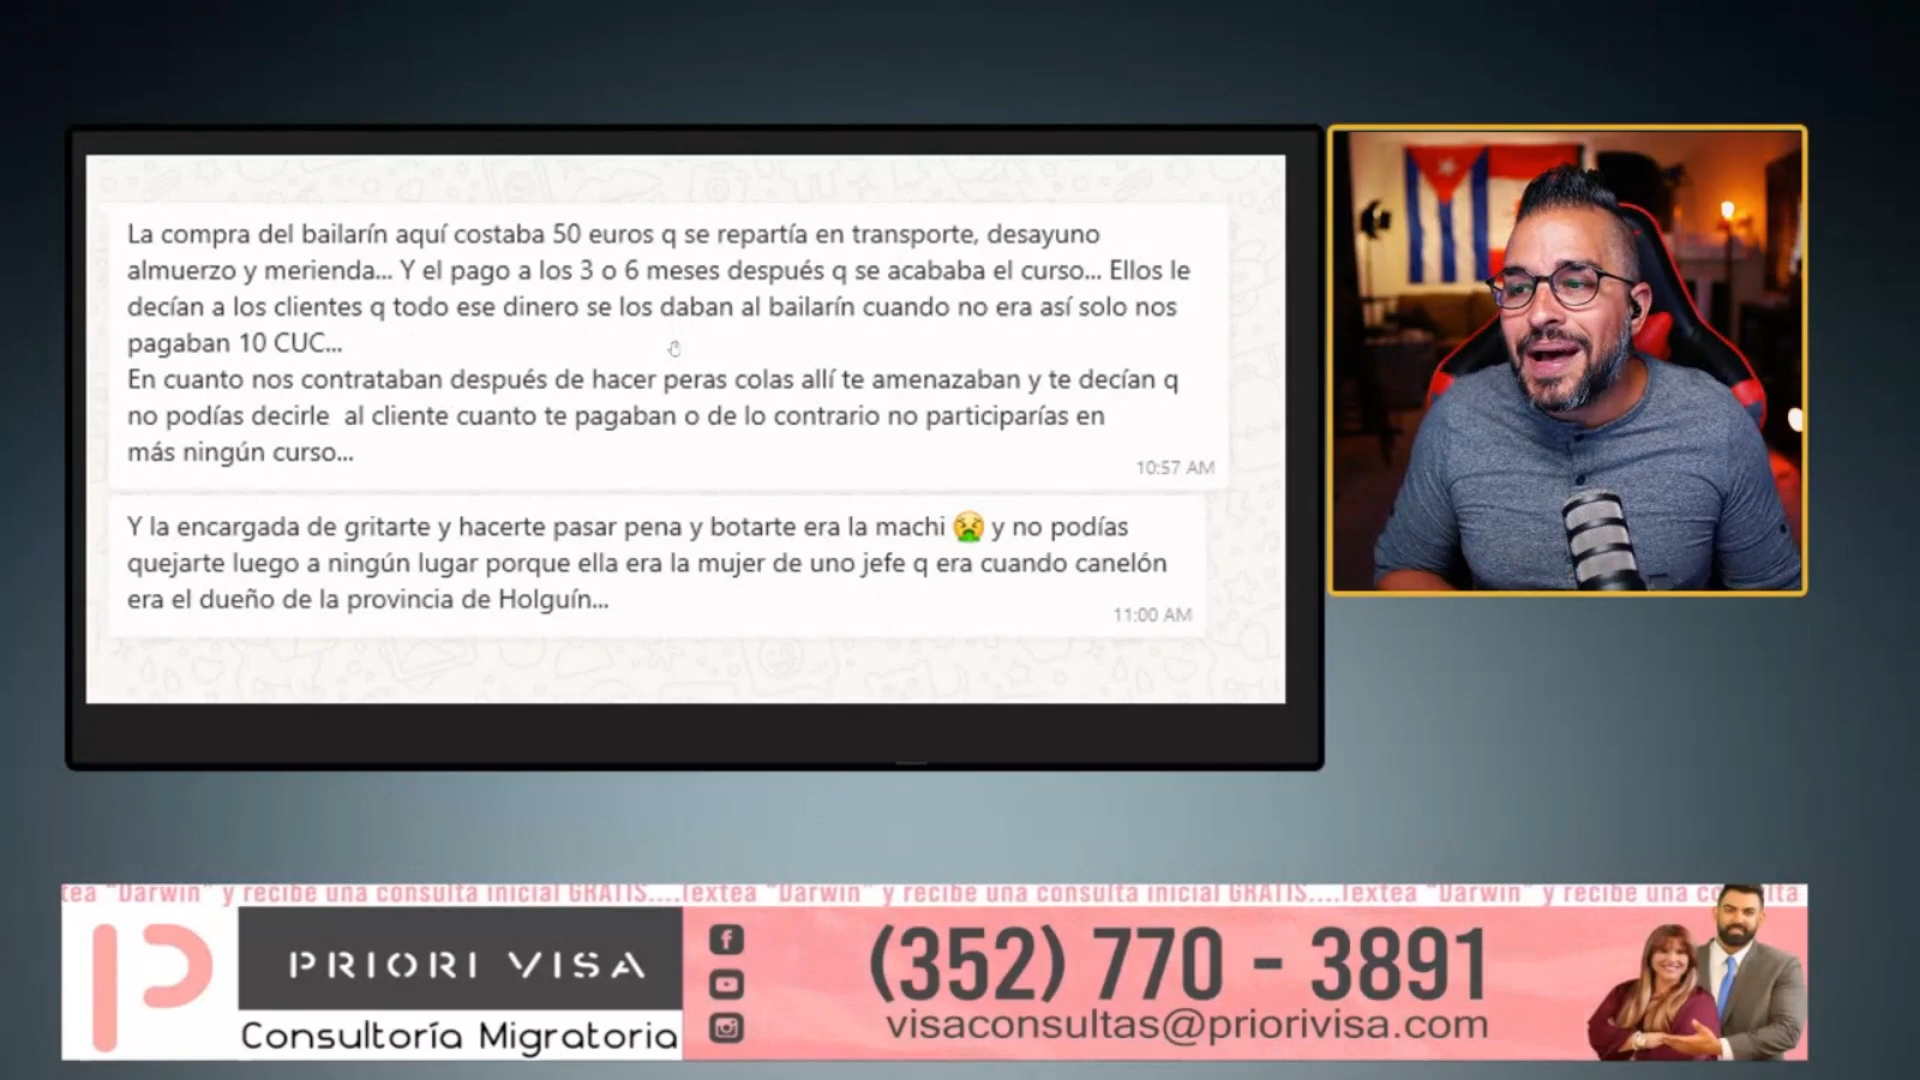 La compra del bailarín aquí costaba 50 euros q se repartía en transporte, desayuno
almuerzo y merienda... Y el pago a los 3 o 6 meses después q se acababa el curso... Ellos le
decían a los clientes q todo ese dinero se los daban al bailarín cuando no era así solo nos
pagaban 10 CUC...
En cuanto nos contrataban después de hacer peras colas allí te amenazaban y te decían q
no podías decirle al cliente cuanto te pagaban o de lo contrario no participarías en
más ningún curso...
10:57 AM
Y la encargada de gritarte y hacerte pasar pena y botarte era la machi 🤮 y no podías
quejarte luego a ningún lugar porque ella era la mujer de uno jefe q era cuando canelón
era el dueño de la provincia de Holguín...
11:00 AM
tea "Darwin" y recibe una consulta inicial GRATIS....Textea "Darwin" y recibe una consulta inicial GRATIS....Textea "Darwin" y recibe una
PRIORI VISA
Consultoría Migratoria
(352) 770 - 3891
visaconsultas@priorivisa.com